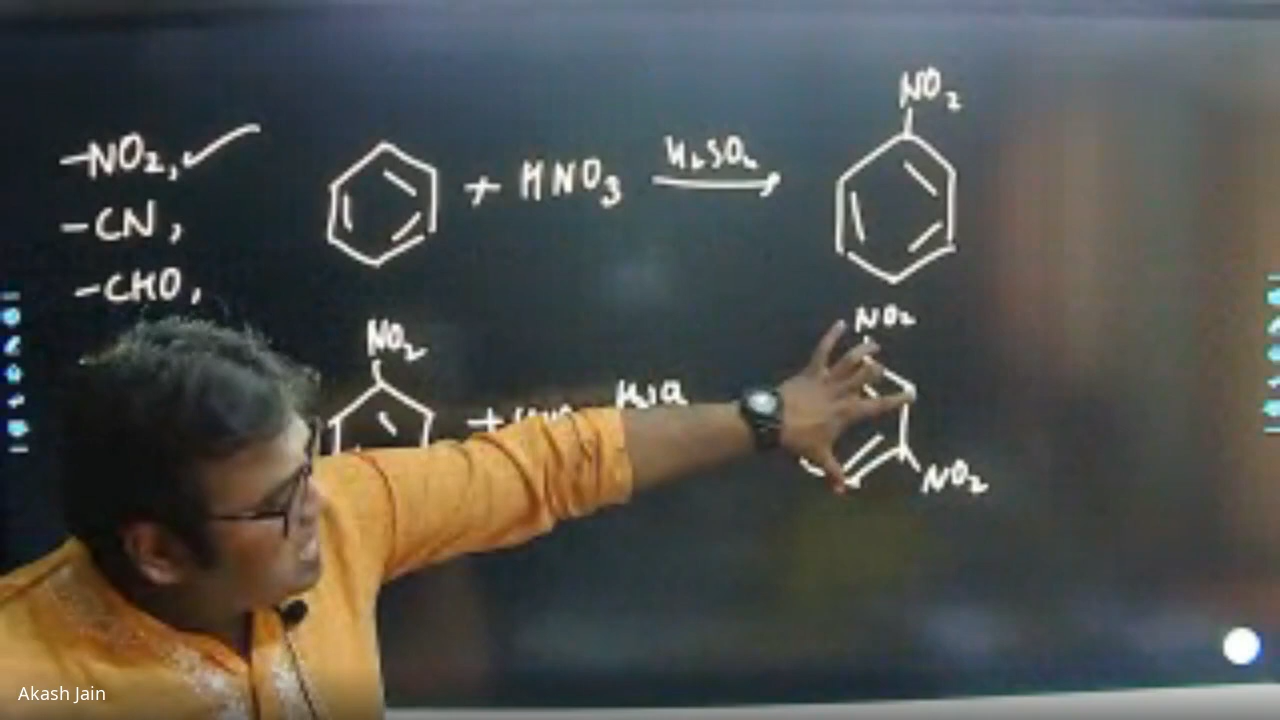 -NO₂, ✓
-CN,
-CHO,
+ HNO₃ H₂SO₄ → NO₂
NO₂ + NO₂
NO₂
Akash Jain